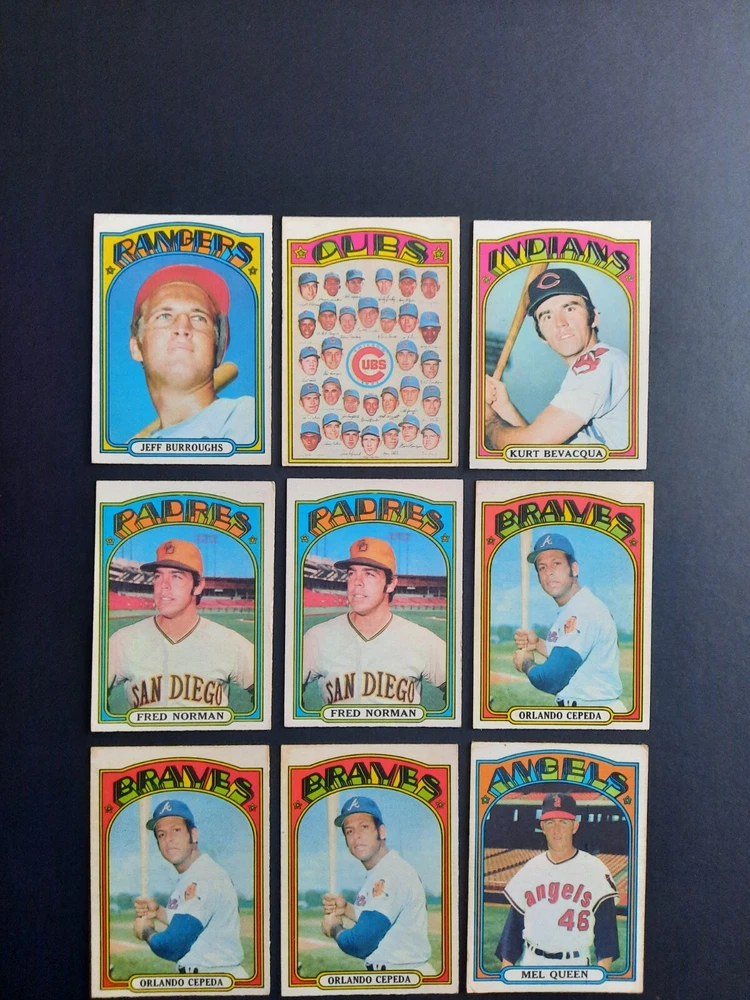 RANGERS
JEFF BURROUGHS
CUBS
CUBS
INDIANS
C
KURT BEVACQUA
PADRES
SAN DIEGO
FRED NORMAN
PADRES
SAN DIEGO
FRED NORMAN
BRAVES
A
ORLANDO CEPEDA
BRAVES
A
ORLANDO CEPEDA
BRAVES
A
ORLANDO CEPEDA
ANGELS
angels
46
MEL QUEEN